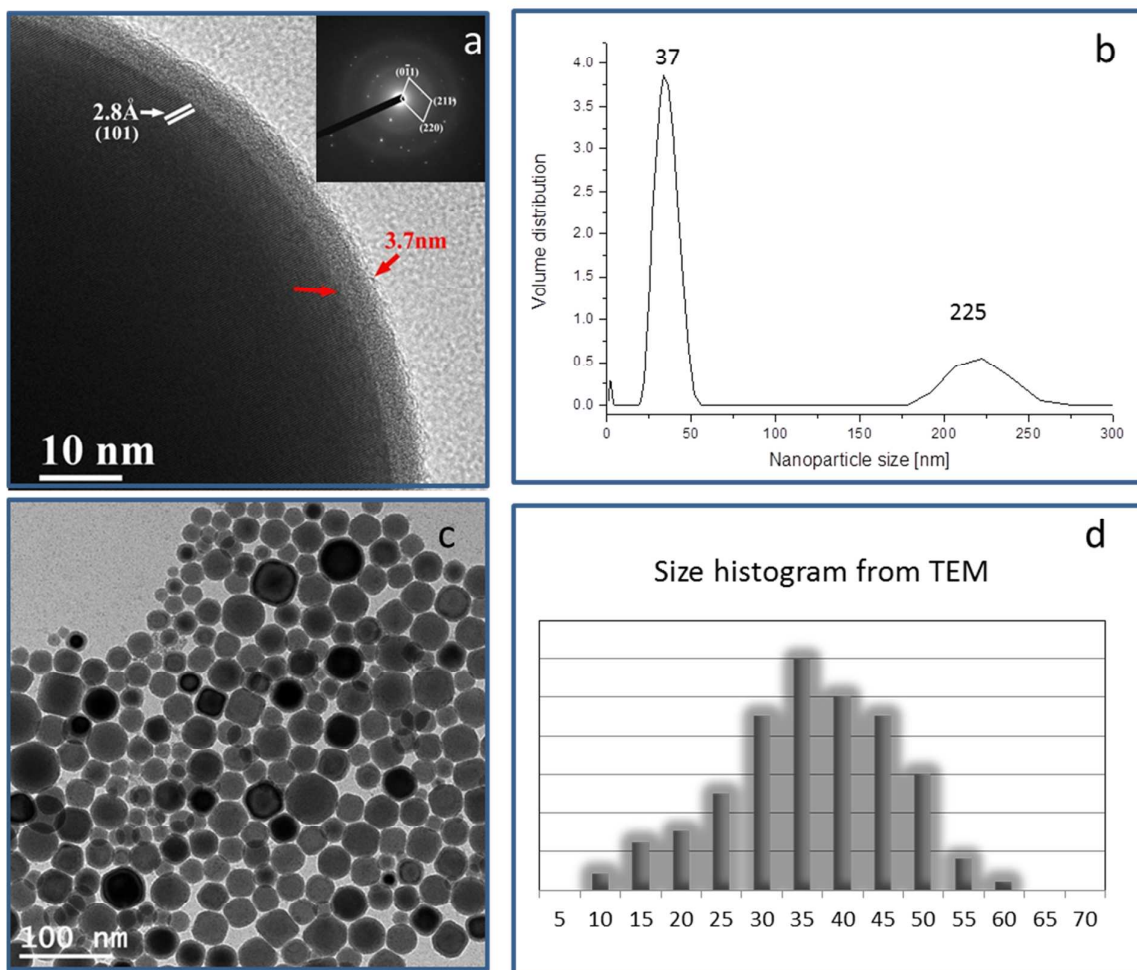 a
(01̄1)
(211)
(220)
2.8Å
(101)
3.7nm
10 nm
b
37
225
4.0
3.5
3.0
2.5
2.0
1.5
1.0
0.5
0.0
Volume distribution
0 50 100 150 200 250 300
Nanoparticle size [nm]
c
100 nm
d
Size histogram from TEM
5 10 15 20 25 30 35 40 45 50 55 60 65 70